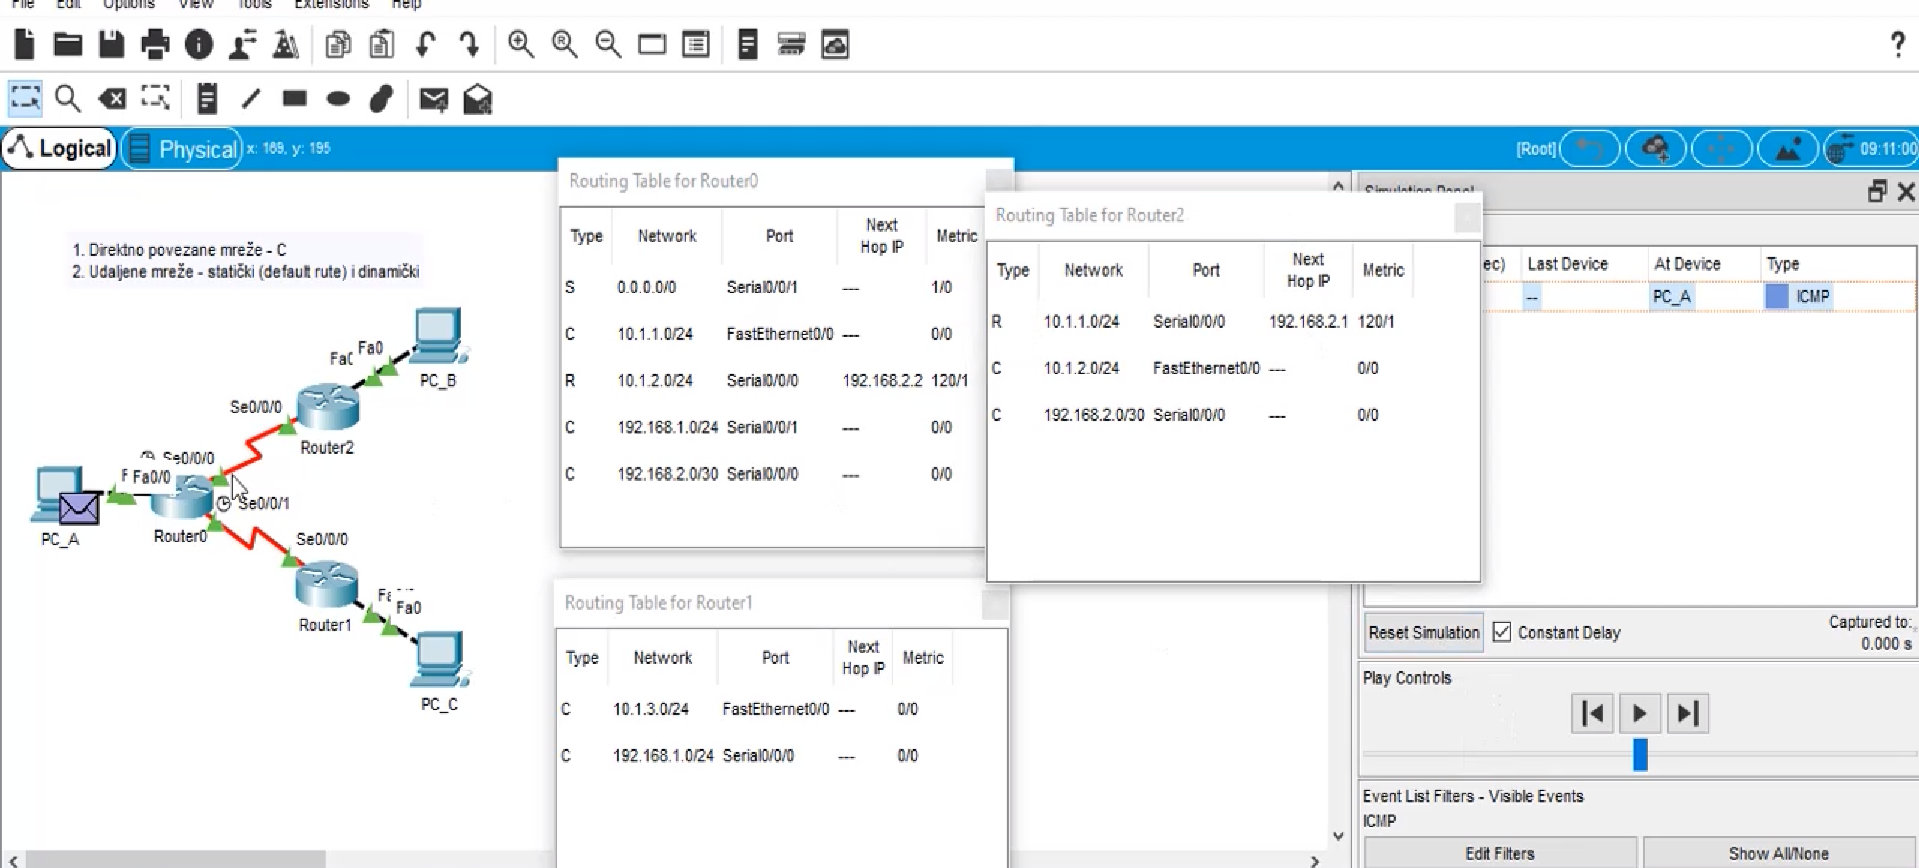 File Edit Options View Tools Extensions Help
?
Logical Physical x: 169, y: 195 [Root] 09:11:00
1. Direktno povezane mreže - C
2. Udaljene mreže - statički (default rute) i dinamički
Fa0
PC_B
Se0/0/0
Router2
Se0/0/0
F Fa0/0
Se0/0/1
PC_A
Router0
Se0/0/0
Router1
Fa0
PC_C
Routing Table for Router0
Type Network Port Next Hop IP Metric
S 0.0.0.0/0 Serial0/0/1 --- 1/0
C 10.1.1.0/24 FastEthernet0/0 --- 0/0
R 10.1.2.0/24 Serial0/0/0 192.168.2.2 120/1
C 192.168.1.0/24 Serial0/0/1 --- 0/0
C 192.168.2.0/30 Serial0/0/0 --- 0/0
Routing Table for Router2
Type Network Port Next Hop IP Metric
R 10.1.1.0/24 Serial0/0/0 192.168.2.1 120/1
C 10.1.2.0/24 FastEthernet0/0 --- 0/0
C 192.168.2.0/30 Serial0/0/0 --- 0/0
Routing Table for Router1
Type Network Port Next Hop IP Metric
C 10.1.3.0/24 FastEthernet0/0 --- 0/0
C 192.168.1.0/24 Serial0/0/0 --- 0/0
Simulation Panel
ec) Last Device At Device Type
-- PC_A ICMP
Reset Simulation Constant Delay
Captured to:
0.000 s
Play Controls
Event List Filters - Visible Events
ICMP
Edit Filters Show All/None